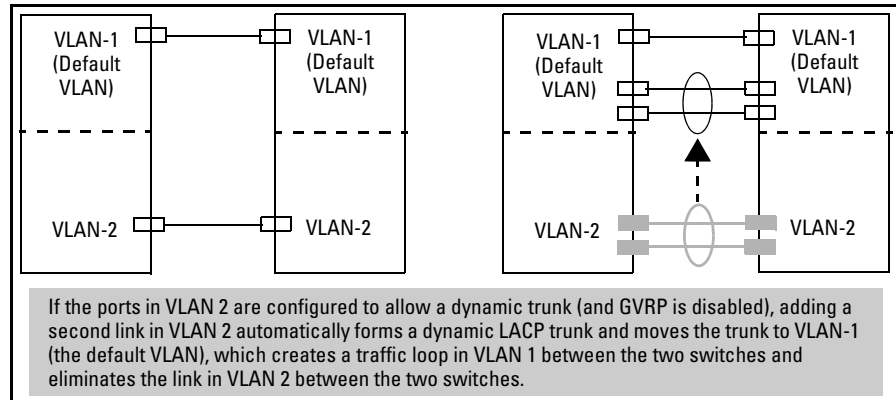 VLAN-1
(Default
VLAN)
VLAN-2
VLAN-1
(Default
VLAN)
VLAN-2
VLAN-1
(Default
VLAN)
VLAN-2
VLAN-1
(Default
VLAN)
VLAN-2
If the ports in VLAN 2 are configured to allow a dynamic trunk (and GVRP is disabled), adding a
second link in VLAN 2 automatically forms a dynamic LACP trunk and moves the trunk to VLAN-1
(the default VLAN), which creates a traffic loop in VLAN 1 between the two switches and
eliminates the link in VLAN 2 between the two switches.